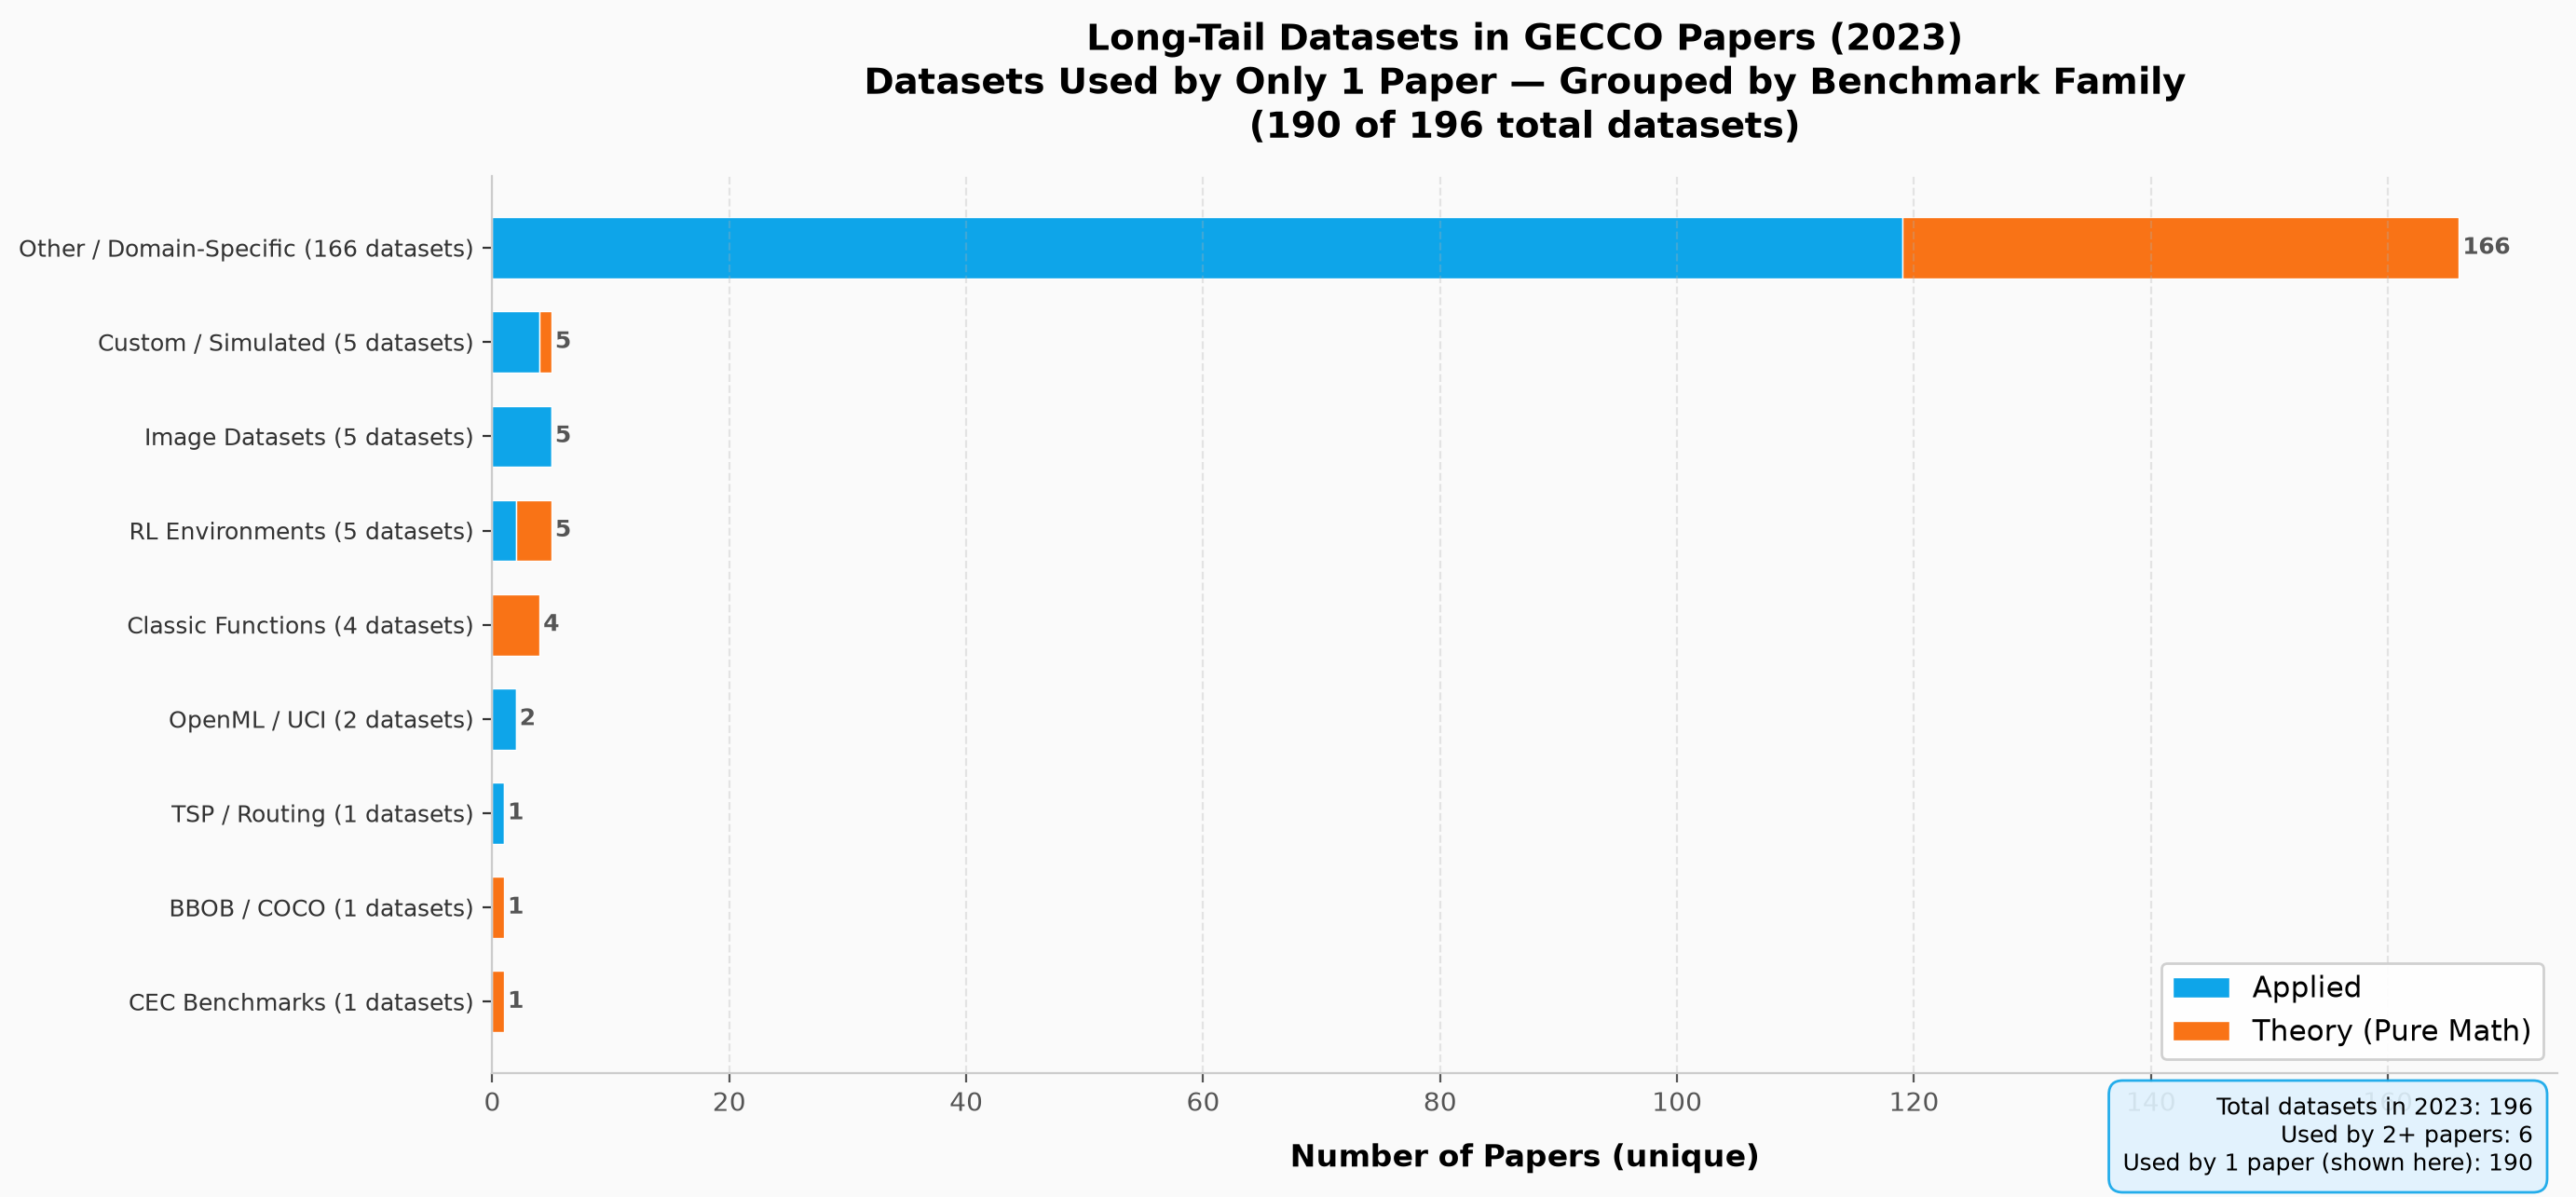 Long-Tail Datasets in GECCO Papers (2023)
Datasets Used by Only 1 Paper — Grouped by Benchmark Family
(190 of 196 total datasets)
Other / Domain-Specific (166 datasets)
166
Custom / Simulated (5 datasets)
5
Image Datasets (5 datasets)
5
RL Environments (5 datasets)
5
Classic Functions (4 datasets)
4
OpenML / UCI (2 datasets)
2
TSP / Routing (1 datasets)
1
BBOB / COCO (1 datasets)
1
CEC Benchmarks (1 datasets)
1
Applied
Theory (Pure Math)
0 20 40 60 80 100 120 140 160
Number of Papers (unique)
Total datasets in 2023: 196
Used by 2+ papers: 6
Used by 1 paper (shown here): 190